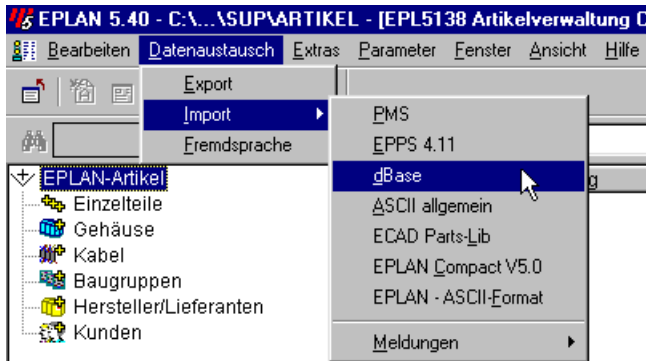 EPLAN 5.40 - C:\...\SUP\ARTIKEL - [EPL5138 Artikelverwaltung
Bearbeiten Datenaustausch Extras Parameter Fenster Ansicht Hilfe
Export
Import PMS
Fremdsprache EPPS 4.11
EPLAN-Artikel dBase g
Einzelteile ASCII allgemein
Gehäuse ECAD Parts-Lib
Kabel EPLAN Compact V5.0
Baugruppen EPLAN - ASCII-Format
Hersteller/Lieferanten
Kunden Meldungen